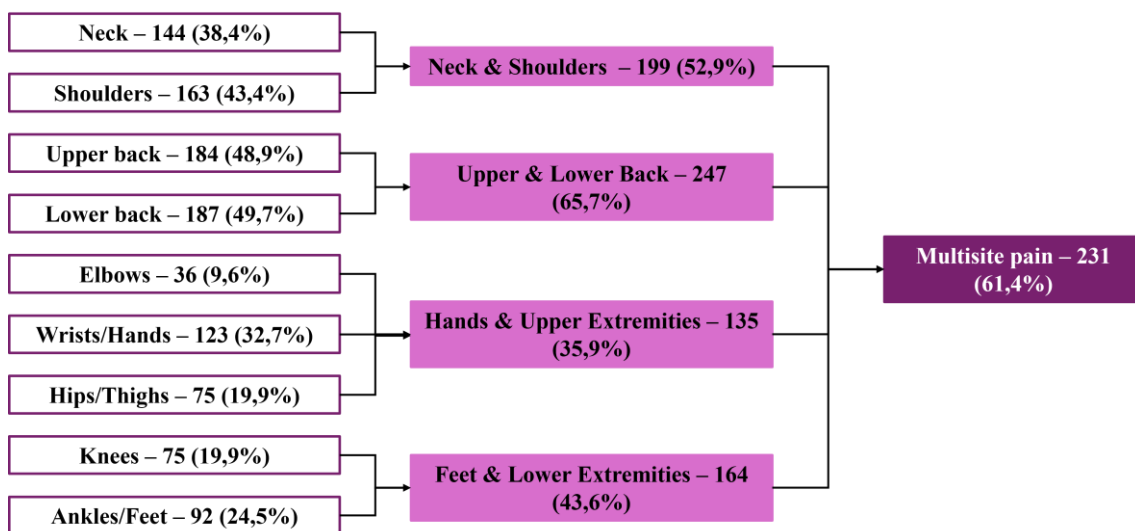 Neck – 144 (38,4%)
Shoulders – 163 (43,4%)
Upper back – 184 (48,9%)
Lower back – 187 (49,7%)
Elbows – 36 (9,6%)
Wrists/Hands – 123 (32,7%)
Hips/Thighs – 75 (19,9%)
Knees – 75 (19,9%)
Ankles/Feet – 92 (24,5%)
Neck & Shoulders – 199 (52,9%)
Upper & Lower Back – 247
(65,7%)
Hands & Upper Extremities – 135
(35,9%)
Feet & Lower Extremities – 164
(43,6%)
Multisite pain – 231
(61,4%)